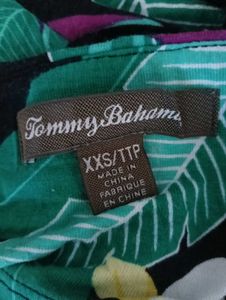 Tommy Bahama
XXS/TTP
MADE IN
CHINA
FABRIQUE
EN CHINE